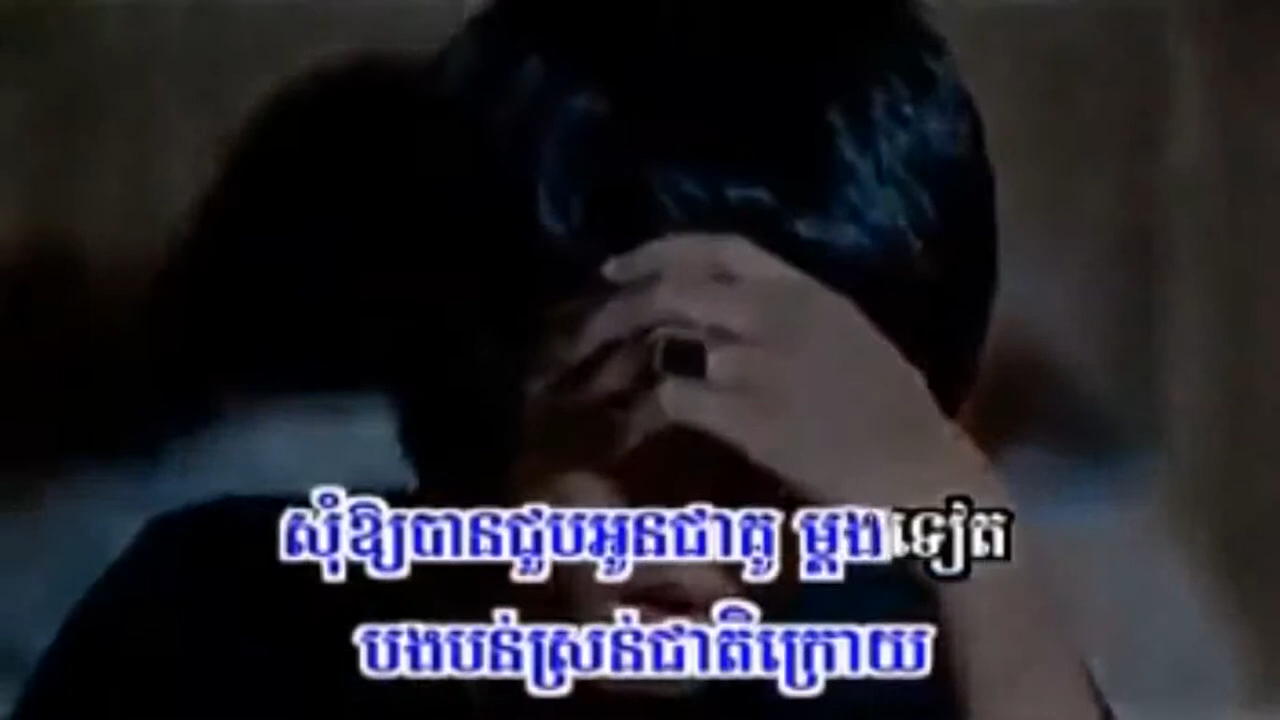 សុំឱ្យបានជួបអូនជាគូ ម្ដងទៀត
បងបន់ស្រន់ជាតិក្រោយ